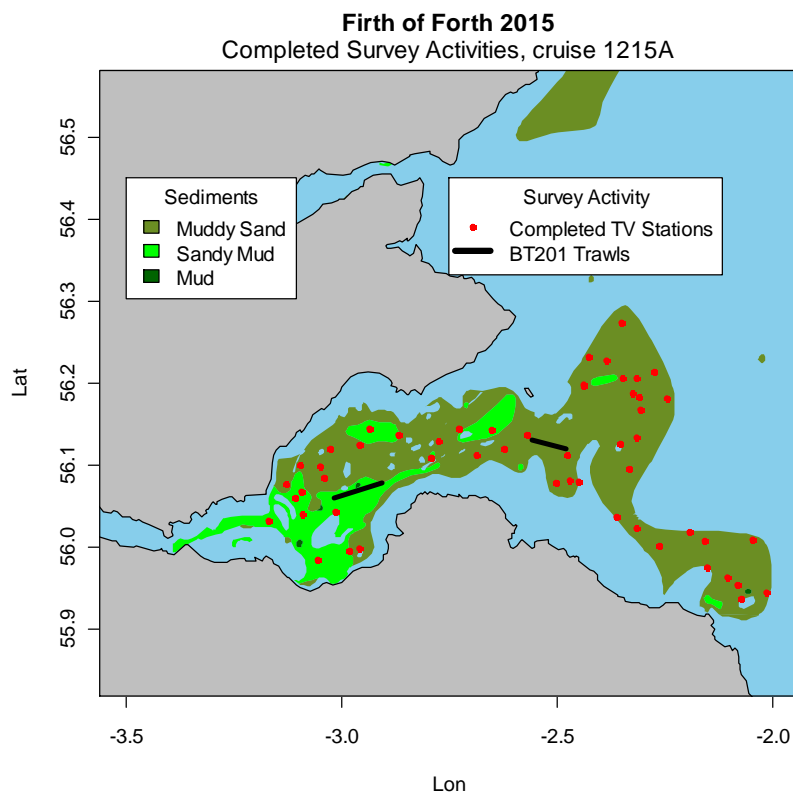 Firth of Forth 2015
Completed Survey Activities, cruise 1215A
Sediments
Muddy Sand
Sandy Mud
Mud
Survey Activity
Completed TV Stations
BT201 Trawls
Lat
56.5
56.4
56.3
56.2
56.1
56.0
55.9
-3.5
-3.0
-2.5
-2.0
Lon